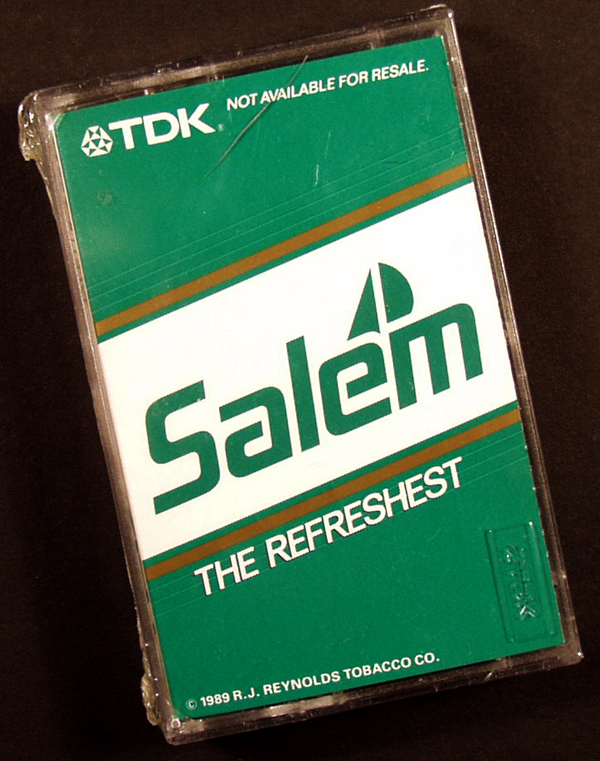 TDK®
NOT AVAILABLE FOR RESALE.
Salem
THE REFRESHEST
© 1989 R.J. REYNOLDS TOBACCO CO.